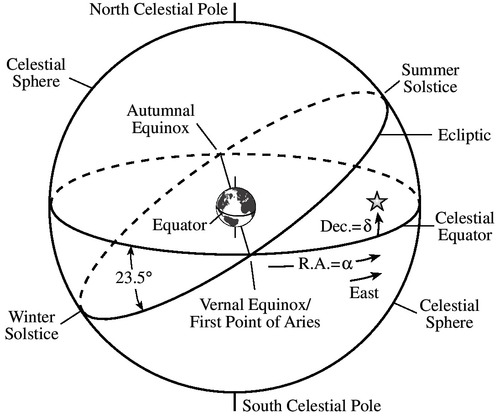 North Celestial Pole
Celestial
Sphere
Summer
Solstice
Autumnal
Equinox
Ecliptic
Equator
Dec.=δ
Celestial
Equator
R.A.=α
East
23.5°
Vernal Equinox/
First Point of Aries
Winter
Solstice
Celestial
Sphere
South Celestial Pole